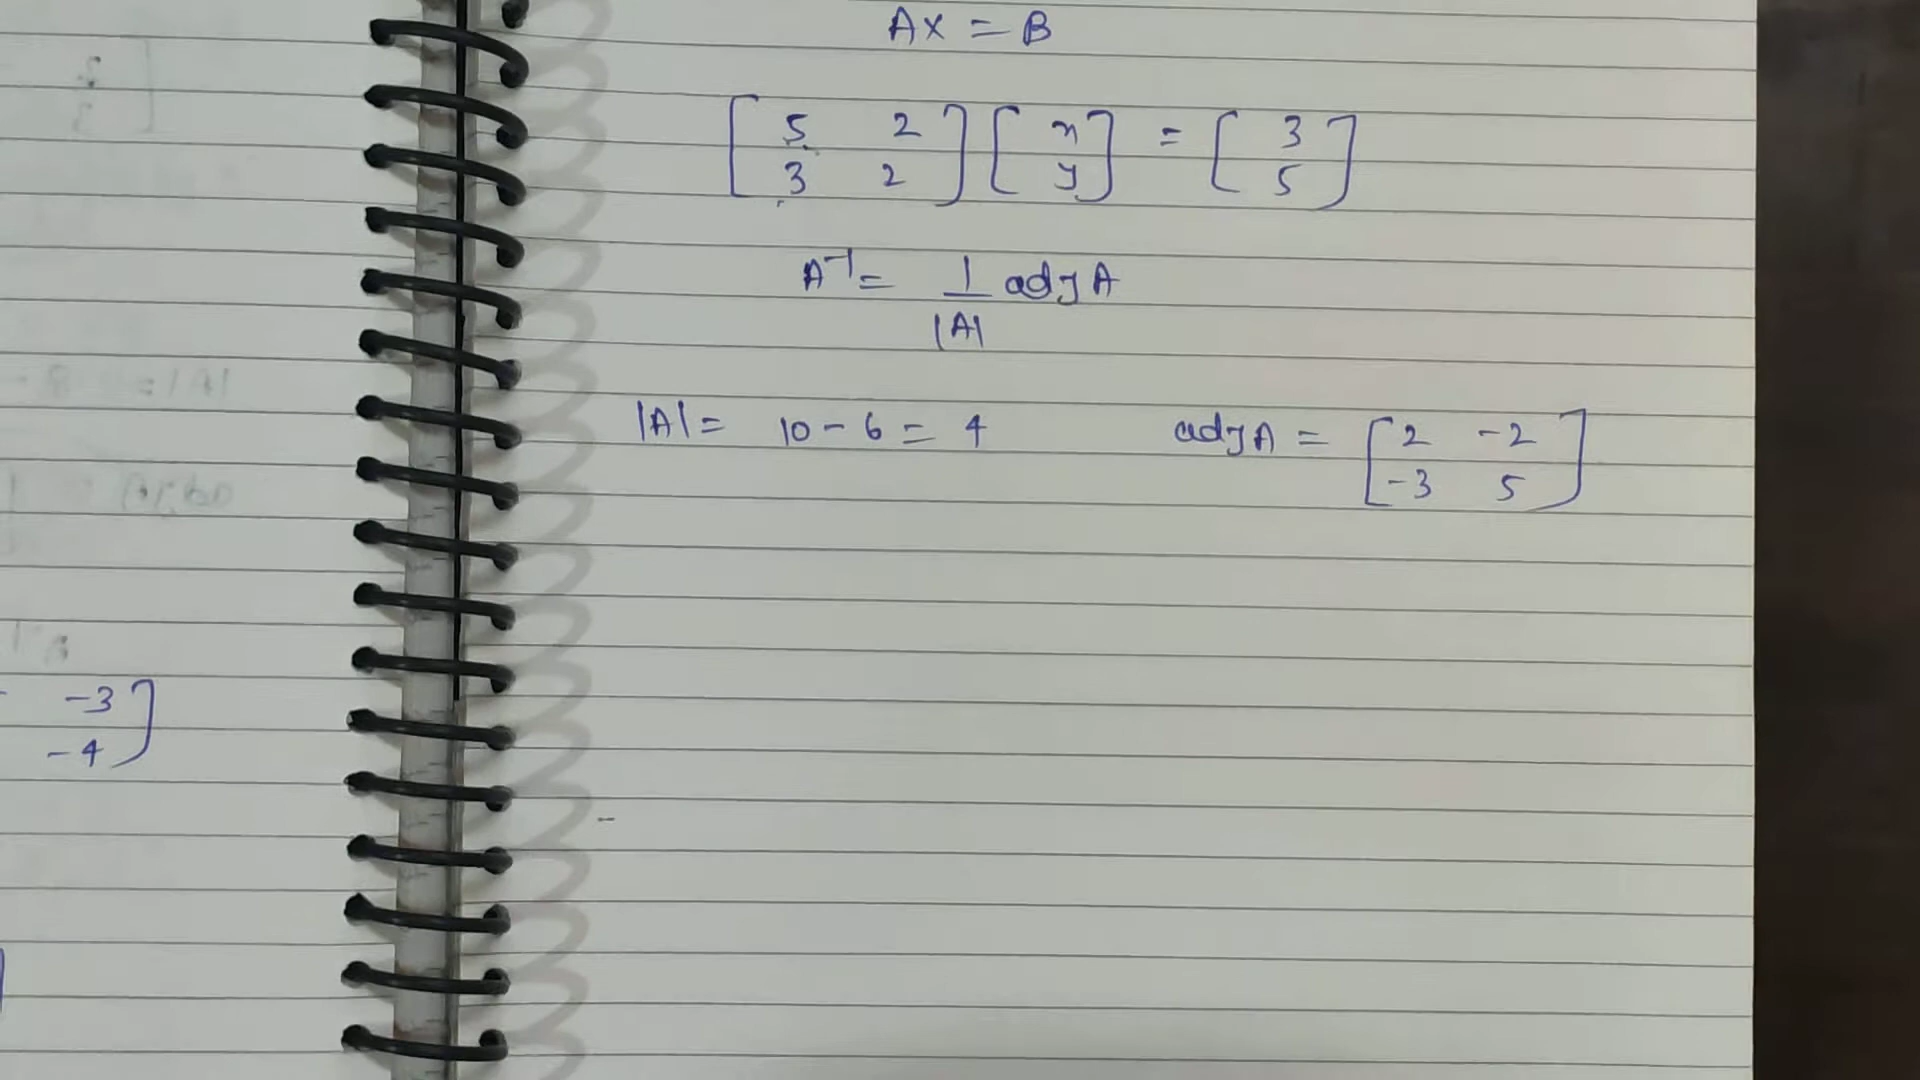 -3
-4
AX = B
[5 2] [x] = [3]
[3 2] [y] [5]
A⁻¹ = 1 adj A
|A|
|A| = 10 - 6 = 4 adj A = [2 -2]
[-3 5]